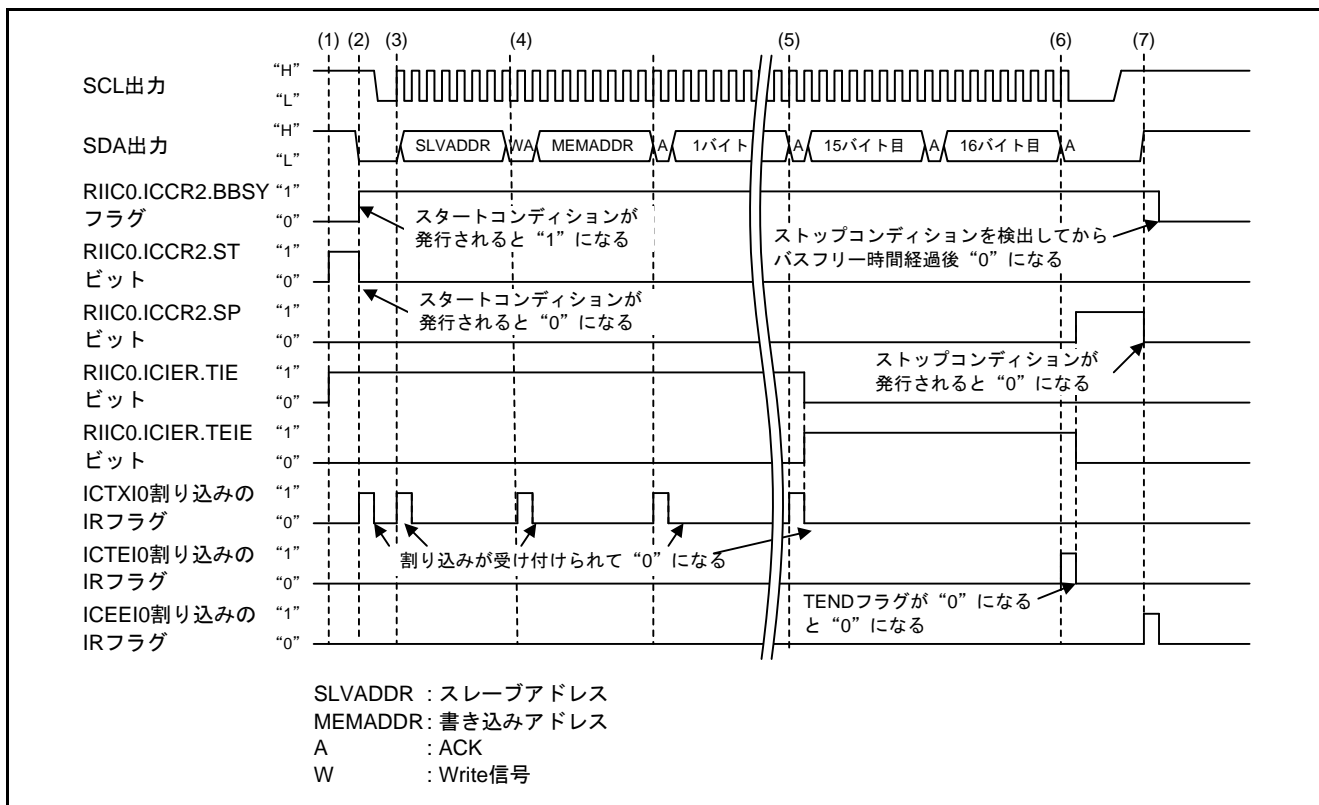 (1) (2) (3) (4) (5) (6) (7)
SCL出力 “H”
“L”
SDA出力 “H”
“L”
SLVADDR WA MEMADDR A 1バイト A 15バイト目 A 16バイト目 A
RIIC0.ICCR2.BBSY “1”
フラグ “0”
スタートコンディションが
発行されると “1” になる
ストップコンディションを検出してから
バスフリー時間経過後 “0” になる
RIIC0.ICCR2.ST “1”
ビット “0”
スタートコンディションが
発行されると “0” になる
RIIC0.ICCR2.SP “1”
ビット “0”
ストップコンディションが
発行されると “0” になる
RIIC0.ICIER.TIE “1”
ビット “0”
RIIC0.ICIER.TEIE “1”
ビット “0”
ICTXI0割り込みの “1”
IRフラグ “0”
割り込みが受け付けられて “0” になる
ICTEI0割り込みの “1”
IRフラグ “0”
TENDフラグが “0” になる
と “0” になる
ICEEI0割り込みの “1”
IRフラグ “0”
SLVADDR : スレーブアドレス
MEMADDR : 書き込みアドレス
A : ACK
W : Write信号